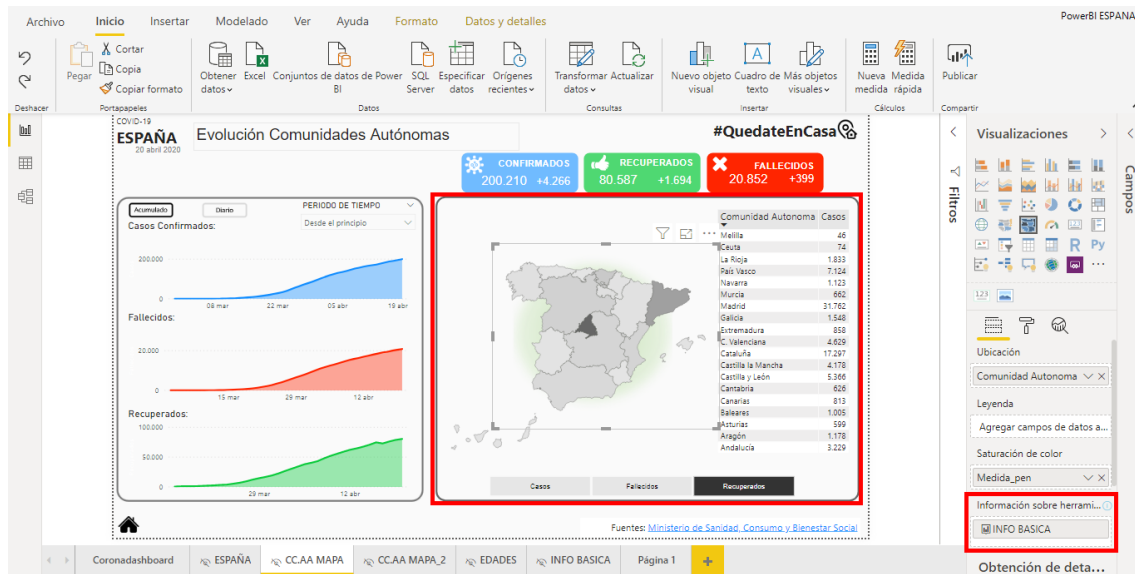 PowerBI ESPANA
Archivo Inicio Insertar Modelado Ver Ayuda Formato Datos y detalles
Pegar
Cortar
Copia
Copiar formato
Obtener datos
Excel
Conjuntos de datos de Power BI
SQL Server
Especificar datos
Orígenes recientes
Transformar datos
Actualizar
Nuevo objeto visual
Cuadro de texto
Más objetos visuales
Nueva medida
Medida rápida
Publicar
Deshacer Portapapeles Datos Consultas Insertar Cálculos Compartir
COVID-19
ESPAÑA
20 abril 2020
Evolución Comunidades Autónomas
#QuedateEnCasa
CONFIRMADOS
200.210 +4.266
RECUPERADOS
80.587 +1.694
FALLECIDOS
20.852 +399
Acumulado Diario
PERIODO DE TIEMPO
Desde el principio
Casos Confirmados:
200.000
0
08 mar 22 mar 05 abr 19 abr
Fallecidos:
20.000
0
15 mar 29 mar 12 abr
Recuperados:
100.000
50.000
0
29 mar 12 abr
Comunidad Autonoma Casos
Melilla 46
Ceuta 74
La Rioja 1.833
País Vasco 7.124
Navarra 1.123
Murcia 662
Madrid 31.762
Galicia 1.548
Extremadura 858
C. Valenciana 4.629
Cataluña 17.297
Castilla la Mancha 4.178
Castilla y León 5.366
Cantabria 626
Canarias 813
Baleares 1.005
Asturias 599
Aragón 1.178
Andalucía 3.229
Casos Fallecidos Recuperados
Fuentes: Ministerio de Sanidad, Consumo y Bienestar Social
Filtros
Visualizaciones
R Py
123
Ubicación
Comunidad Autonoma
Leyenda
Agregar campos de datos a...
Saturación de color
Medida_pen
Información sobre herrami...
INFO BASICA
Obtención de deta...
Campos
Coronadashboard ESPAÑA CC.AA MAPA CC.AA MAPA_2 EDADES INFO BASICA Página 1 +